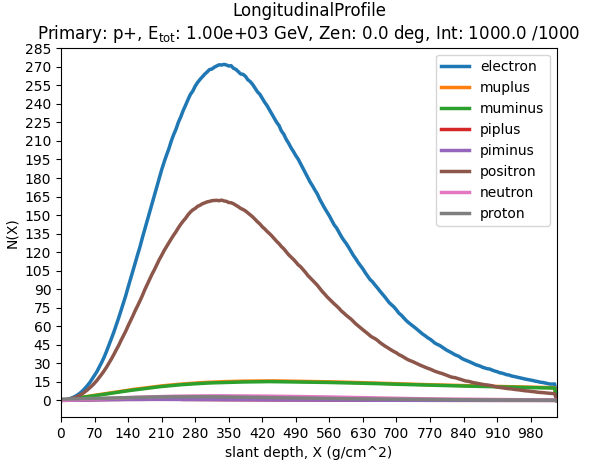 LongitudinalProfile
Primary: p+, E_tot: 1.00e+03 GeV, Zen: 0.0 deg, Int: 1000.0 /1000
285
270
255
240
225
210
195
180
165
150
135
120
105
90
75
60
45
30
15
0
N(X)
electron
muplus
muminus
piplus
piminus
positron
neutron
proton
0 70 140 210 280 350 420 490 560 630 700 770 840 910 980
slant depth, X (g/cm^2)